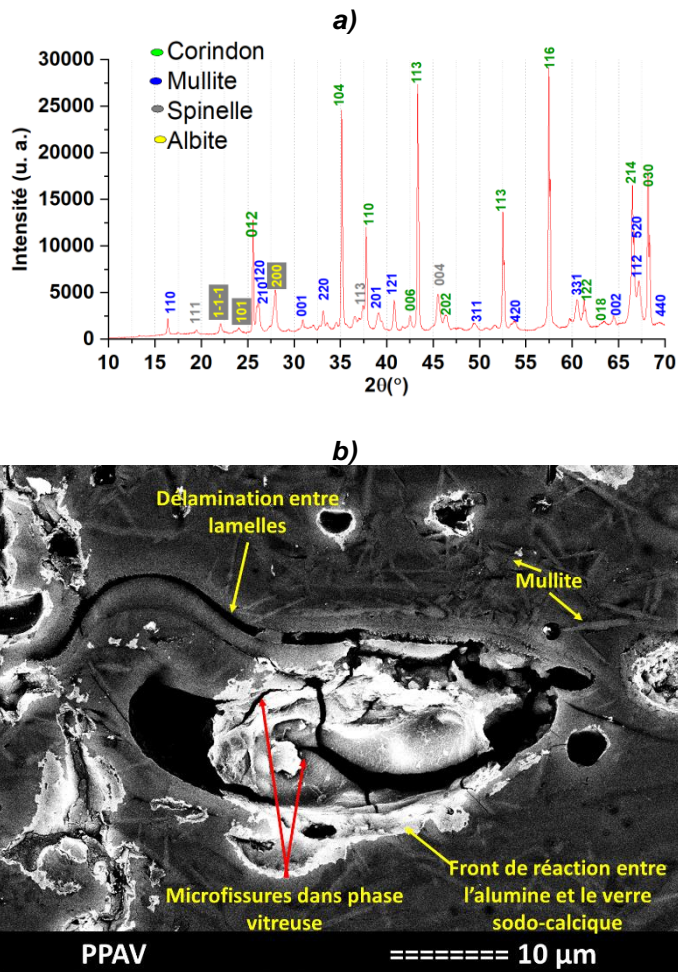 a)
Corindon
Mullite
Spinelle
Albite
Intensité (u. a.)
30000
25000
20000
15000
10000
5000
0
110
111
1-1-1
101
012
120
210
200
001
220
104
113
110
201
121
006
113
004
202
311
113
420
116
331
122
018
002
214
520
112
030
440
10 15 20 25 30 35 40 45 50 55 60 65 70
2θ(°)
b)
Délamination entre
lamelles
Mullite
Microfissures dans phase
vitreuse
Front de réaction entre
l'alumine et le verre
sodo-calcique
PPAV
10 µm